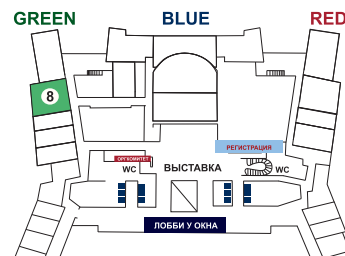 GREEN BLUE RED
8
РЕГИСТРАЦИЯ
ОРГКОМИТЕТ
WC ВЫСТАВКА WC
ЛОББИ У ОКНА